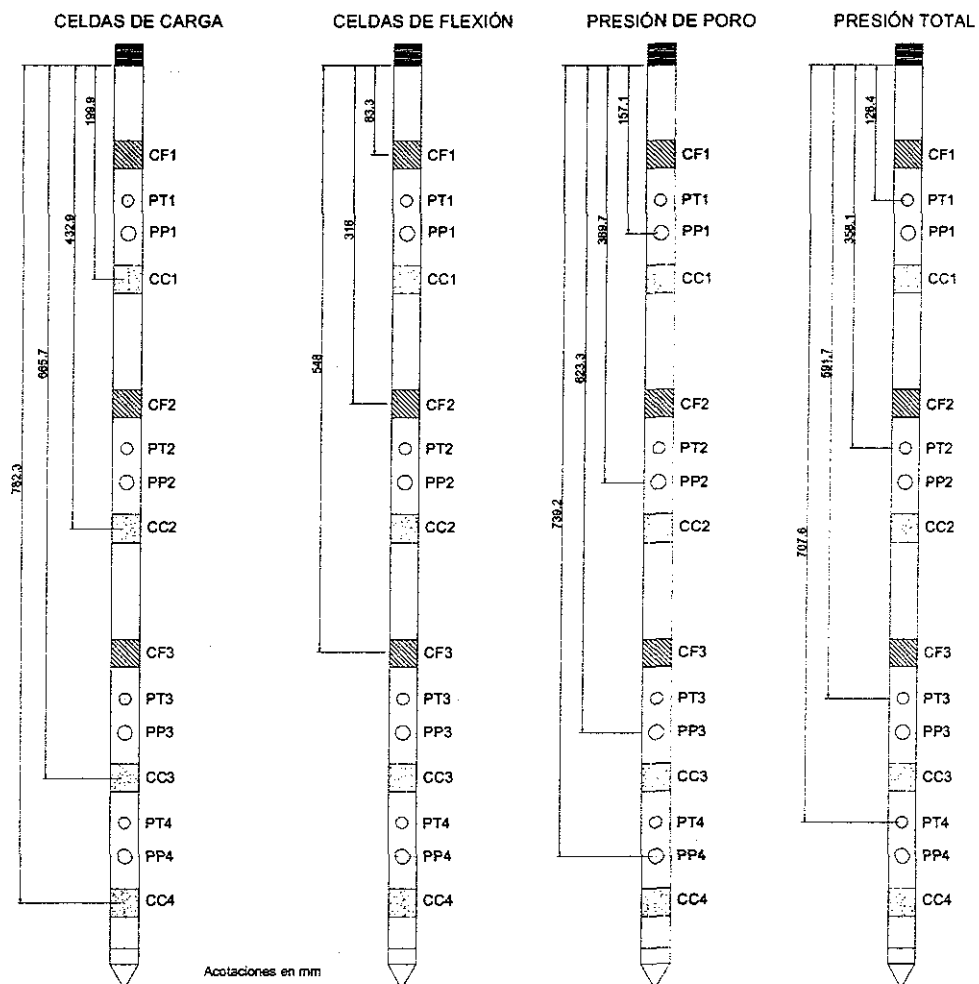 CELDAS DE CARGA
199.9
432.9
665.7
782.3
CF1
PT1
PP1
CC1
CF2
PT2
PP2
CC2
CF3
PT3
PP3
CC3
PT4
PP4
CC4
CELDAS DE FLEXIÓN
83.3
316
548
CF1
PT1
PP1
CC1
CF2
PT2
PP2
CC2
CF3
PT3
PP3
CC3
PT4
PP4
CC4
PRESIÓN DE PORO
157.1
389.7
623.3
739.2
CF1
PT1
PP1
CC1
CF2
PT2
PP2
CC2
CF3
PT3
PP3
CC3
PT4
PP4
CC4
PRESIÓN TOTAL
126.4
358.1
591.7
707.6
CF1
PT1
PP1
CC1
CF2
PT2
PP2
CC2
CF3
PT3
PP3
CC3
PT4
PP4
CC4
Acotaciones en mm